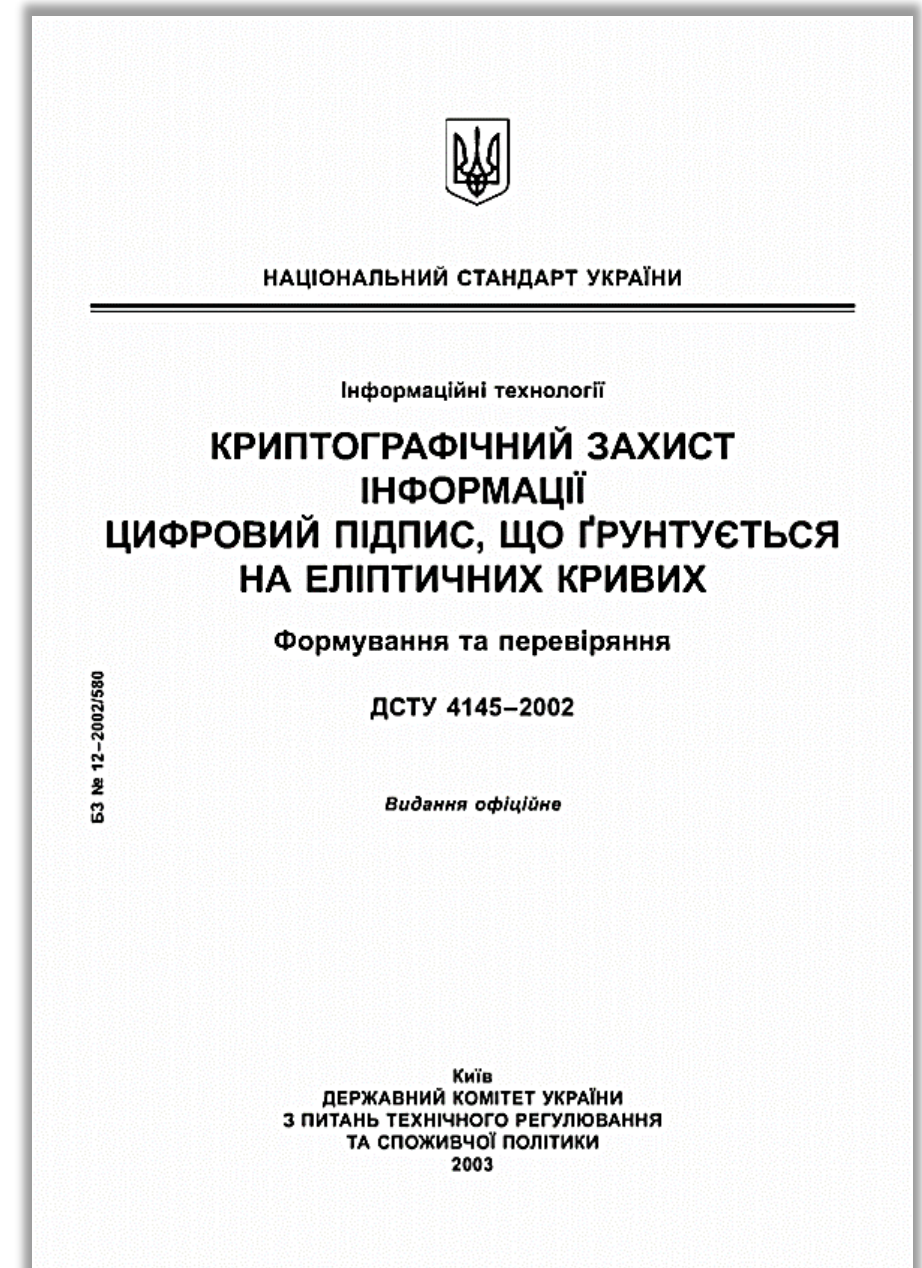 НАЦІОНАЛЬНИЙ СТАНДАРТ УКРАЇНИ
Інформаційні технології
КРИПТОГРАФІЧНИЙ ЗАХИСТ
ІНФОРМАЦІЇ
ЦИФРОВИЙ ПІДПИС, ЩО ҐРУНТУЄТЬСЯ
НА ЕЛІПТИЧНИХ КРИВИХ
Формування та перевіряння
ДСТУ 4145–2002
БЗ № 12–2002/580
Видання офіційне
Київ
ДЕРЖАВНИЙ КОМІТЕТ УКРАЇНИ
З ПИТАНЬ ТЕХНІЧНОГО РЕГУЛЮВАННЯ
ТА СПОЖИВЧОЇ ПОЛІТИКИ
2003